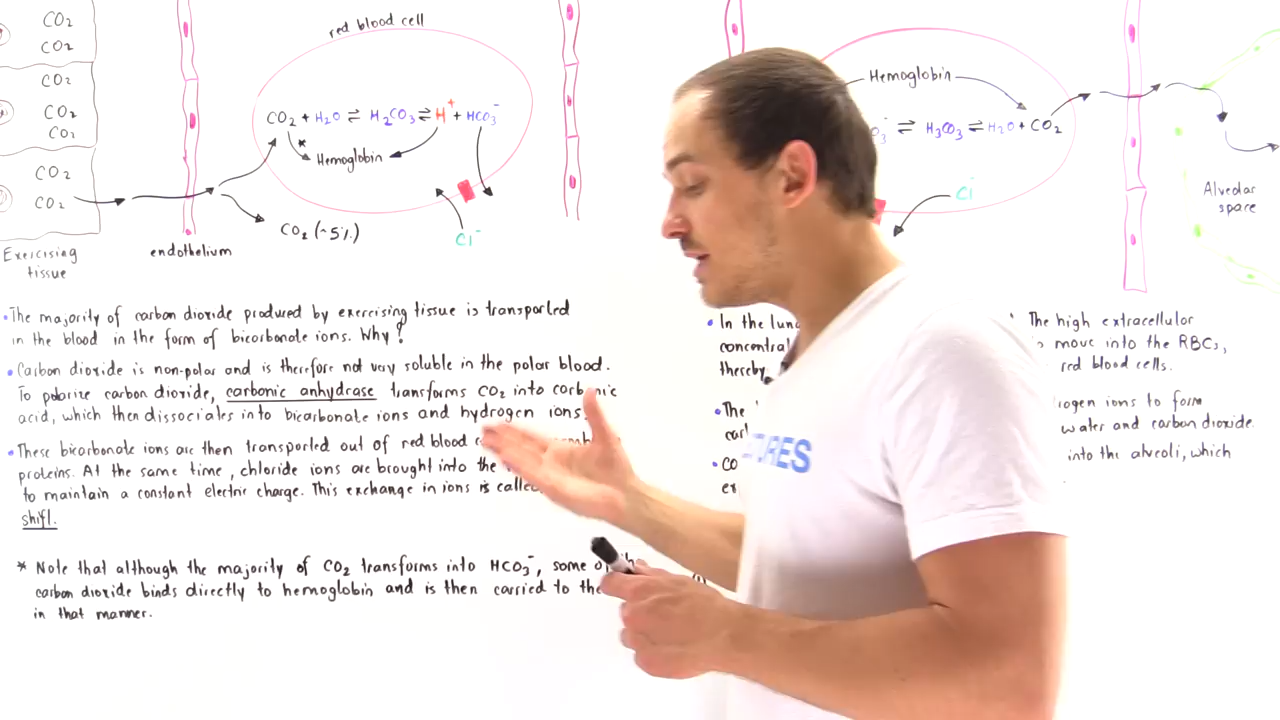 CO2
CO2
CO2
CO2
CO2
CO2
CO2
Exercising
tissue
endothelium
red blood cell
CO2 + H2O ⇌ H2CO3 ⇌ H+ + HCO3-
*
Hemoglobin
CO2 (~5%)
Cl-
• The majority of carbon dioxide produced by exercising tissue is transported
in the blood in the form of bicarbonate ions. Why?
• Carbon dioxide is non-polar and is therefore not very soluble in the polar blood.
To polarize carbon dioxide, carbonic anhydrase transforms CO2 into carbonic
acid, which then dissociates into bicarbonate ions and hydrogen ions.
• These bicarbonate ions are then transported out of red blood
proteins. At the same time, chloride ions are brought into the
to maintain a constant electric charge. This exchange in ions is called
shift.
* Note that although the majority of CO2 transforms into HCO3-, some of the
carbon dioxide binds directly to hemoglobin and is then carried to the
in that manner.
Hemoglobin
⇌ H3CO3 ⇌ H2O + CO2
Cl-
Alveolar
space
• In the
thereby
• The
•
The high extracellular
move into the RBCs,
red blood cells.
ions to form
water and carbon dioxide.
into the alveoli, which